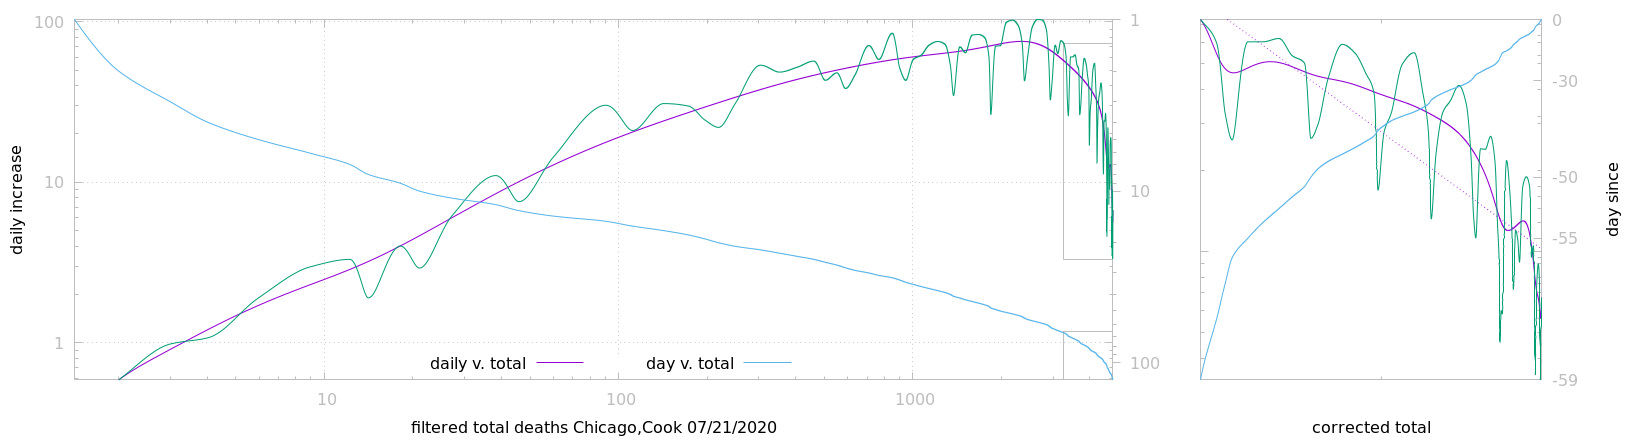 100
10
1
daily increase
10
100
1000
filtered total deaths Chicago,Cook 07/21/2020
daily v. total
day v. total
1
10
100
0
-30
-50
-55
-59
day since
corrected total